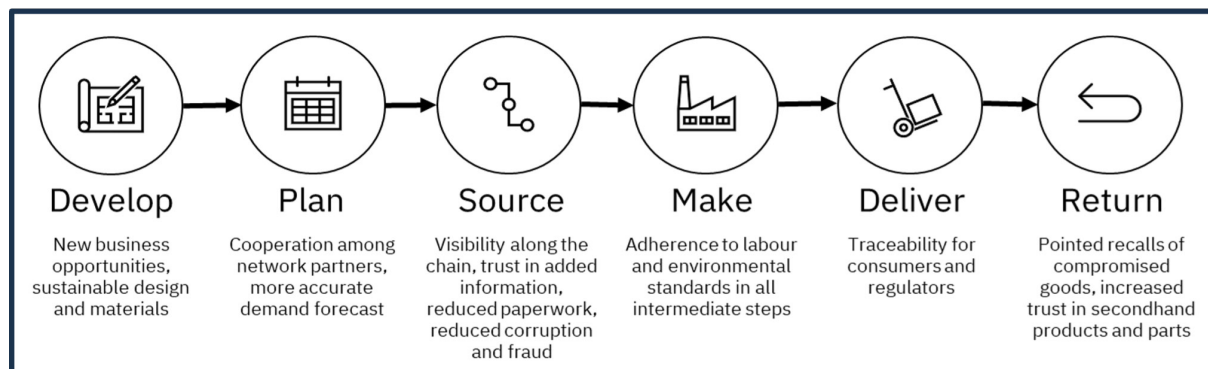 Develop
New business
opportunities,
sustainable design
and materials
Plan
Cooperation among
network partners,
more accurate
demand forecast
Source
Visibility along the
chain, trust in added
information,
reduced paperwork,
reduced corruption
and fraud
Make
Adherence to labour
and environmental
standards in all
intermediate steps
Deliver
Traceability for
consumers and
regulators
Return
Pointed recalls of
compromised
goods, increased
trust in secondhand
products and parts